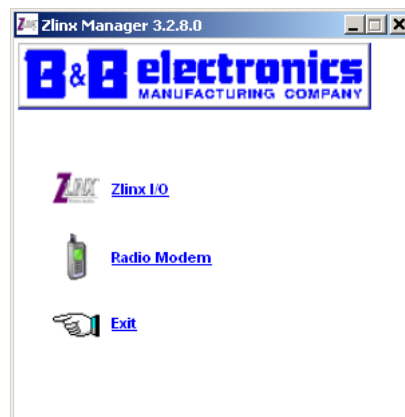 Zlinx Manager 3.2.8.0
B&B electronics
MANUFACTURING COMPANY
ZLINX
Zlinx I/O
Radio Modem
Exit